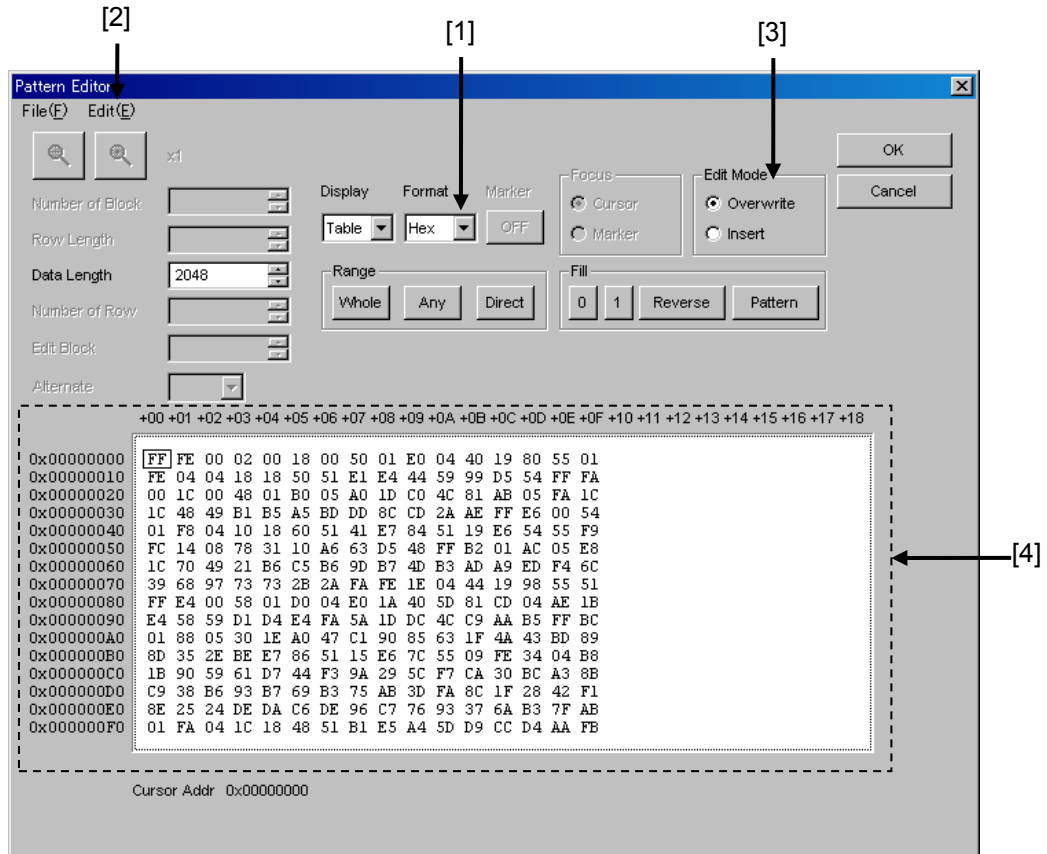 [2]
[1]
[3]
Pattern Editor
File(F) Edit(E)
x1
OK
Cancel
Number of Block
Row Length
Data Length 2048
Number of Row
Edit Block
Alternate
Display Format Marker
Table Hex OFF
Focus
Cursor
Marker
Edit Mode
Overwrite
Insert
Range
Whole Any Direct
Fill
0 1 Reverse Pattern
+00 +01 +02 +03 +04 +05 +06 +07 +08 +09 +0A +0B +0C +0D +0E +0F +10 +11 +12 +13 +14 +15 +16 +17 +18
0x00000000 FF FE 00 02 00 18 00 50 01 E0 04 40 19 80 55 01
0x00000010 FE 04 04 18 18 50 51 E1 E4 44 59 99 D5 54 FF FA
0x00000020 00 1C 00 48 01 B0 05 A0 1D C0 4C 81 AB 05 FA 1C
0x00000030 1C 48 49 B1 B5 A5 BD DD 8C CD 2A AE FF E6 00 54
0x00000040 01 F8 04 10 18 60 51 41 E7 84 51 19 E6 54 55 F9
0x00000050 FC 14 08 78 31 10 A6 63 D5 48 FF B2 01 AC 05 E8
0x00000060 1C 70 49 21 B6 C5 B6 9D B7 4D B3 AD A9 ED F4 6C
0x00000070 39 68 97 73 73 2B 2A FA FE 1E 04 44 19 98 55 51
0x00000080 FF E4 00 58 01 D0 04 E0 1A 40 5D 81 CD 04 AE 1B
0x00000090 E4 58 59 D1 D4 E4 FA 5A 1D DC 4C C9 AA B5 FF BC
0x000000A0 01 88 05 30 1E A0 47 C1 90 85 63 1F 4A 43 BD 89
0x000000B0 8D 35 2E BE E7 86 51 15 E6 7C 55 09 FE 34 04 B8
0x000000C0 1B 90 59 61 D7 44 F3 9A 29 5C F7 CA 30 BC A3 8B
0x000000D0 C9 38 B6 93 B7 69 B3 75 AB 3D FA 8C 1F 28 42 F1
0x000000E0 8E 25 24 DE DA C6 DE 96 C7 76 93 37 6A B3 7F AB
0x000000F0 01 FA 04 1C 18 48 51 B1 E5 A4 5D D9 CC D4 AA FB
[4]
Cursor Addr 0x00000000